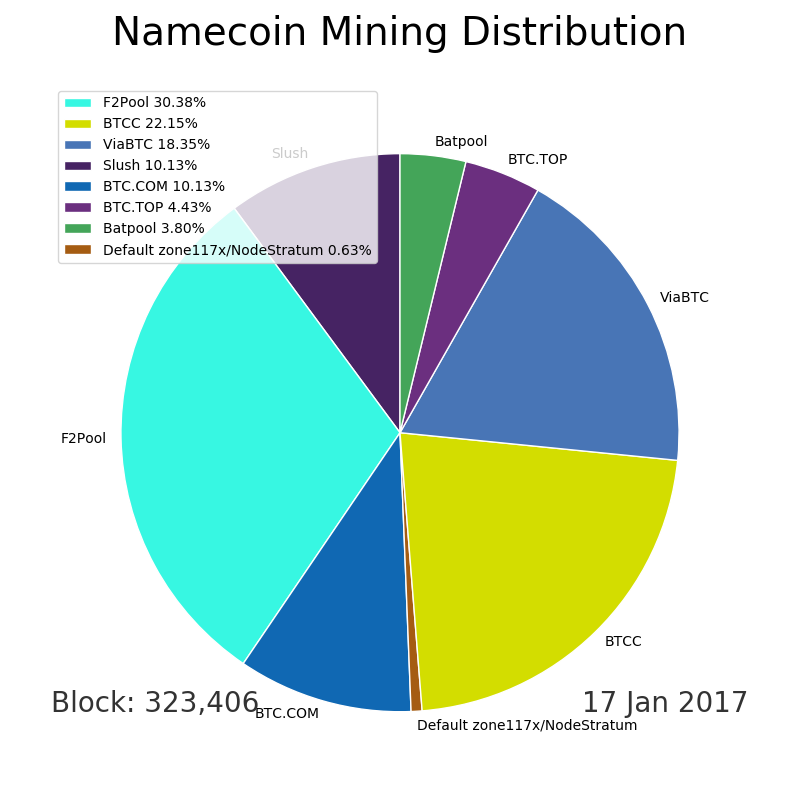 Namecoin Mining Distribution
F2Pool 30.38%
BTCC 22.15%
ViaBTC 18.35%
Slush 10.13%
BTC.COM 10.13%
BTC.TOP 4.43%
Batpool 3.80%
Default zone117x/NodeStratum 0.63%
Slush
Batpool
BTC.TOP
ViaBTC
F2Pool
BTCC
Block: 323,406
17 Jan 2017
BTC.COM
Default zone117x/NodeStratum